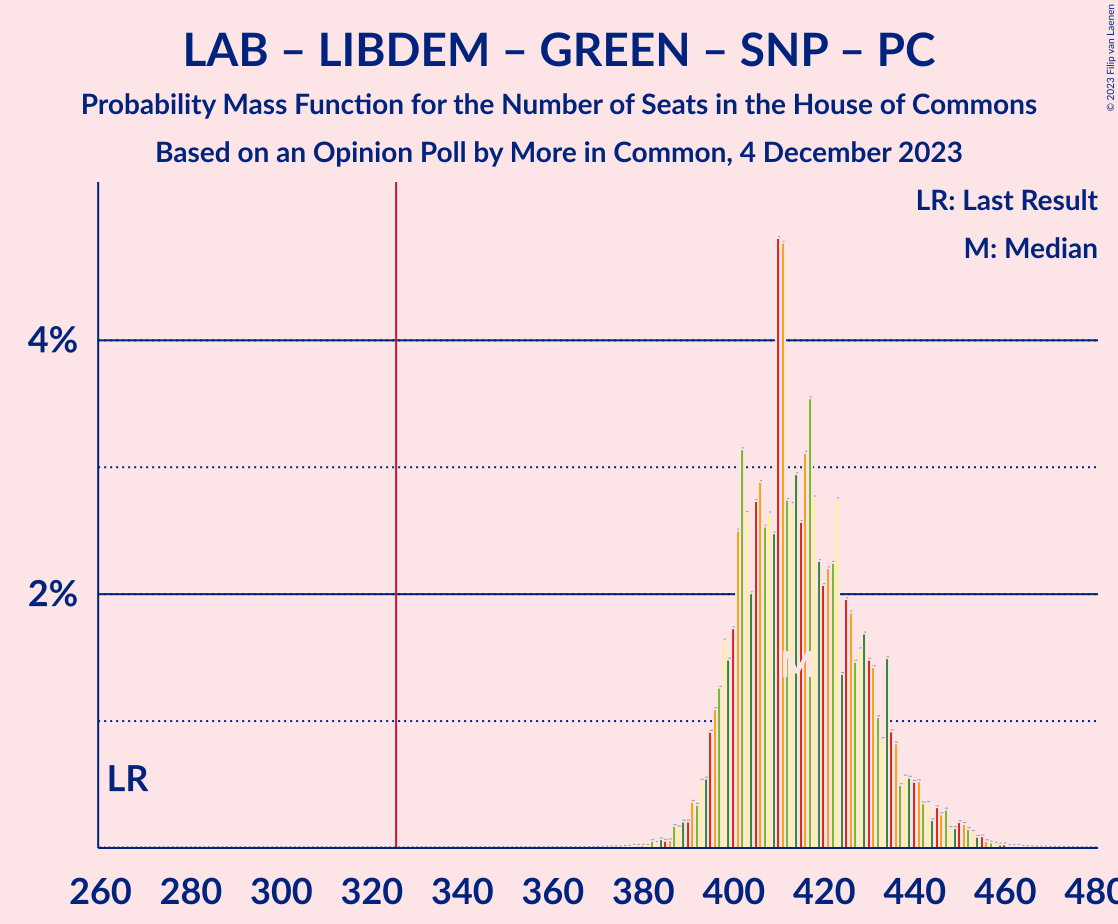 LAB – LIBDEM – GREEN – SNP – PC
Probability Mass Function for the Number of Seats in the House of Commons
Based on an Opinion Poll by More in Common, 4 December 2023
© 2023 Filip van Laenen
LR: Last Result
M: Median
4%
2%
M
LR
260 280 300 320 340 360 380 400 420 440 460 480